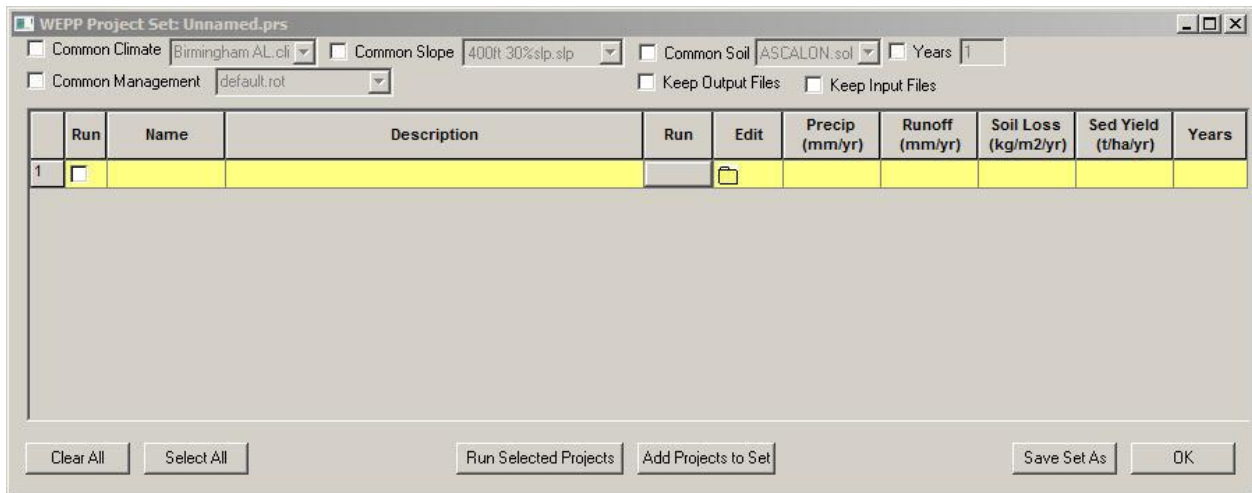 WEPP Project Set: Unnamed.prs
Common Climate Birmingham AL.cli Common Slope 400ft 30%slp.slp Common Soil ASCALON.sol Years 1
Common Management default.rot Keep Output Files Keep Input Files
Run Name Description Run Edit Precip (mm/yr) Runoff (mm/yr) Soil Loss (kg/m2/yr) Sed Yield (t/ha/yr) Years
1
Clear All Select All Run Selected Projects Add Projects to Set Save Set As OK